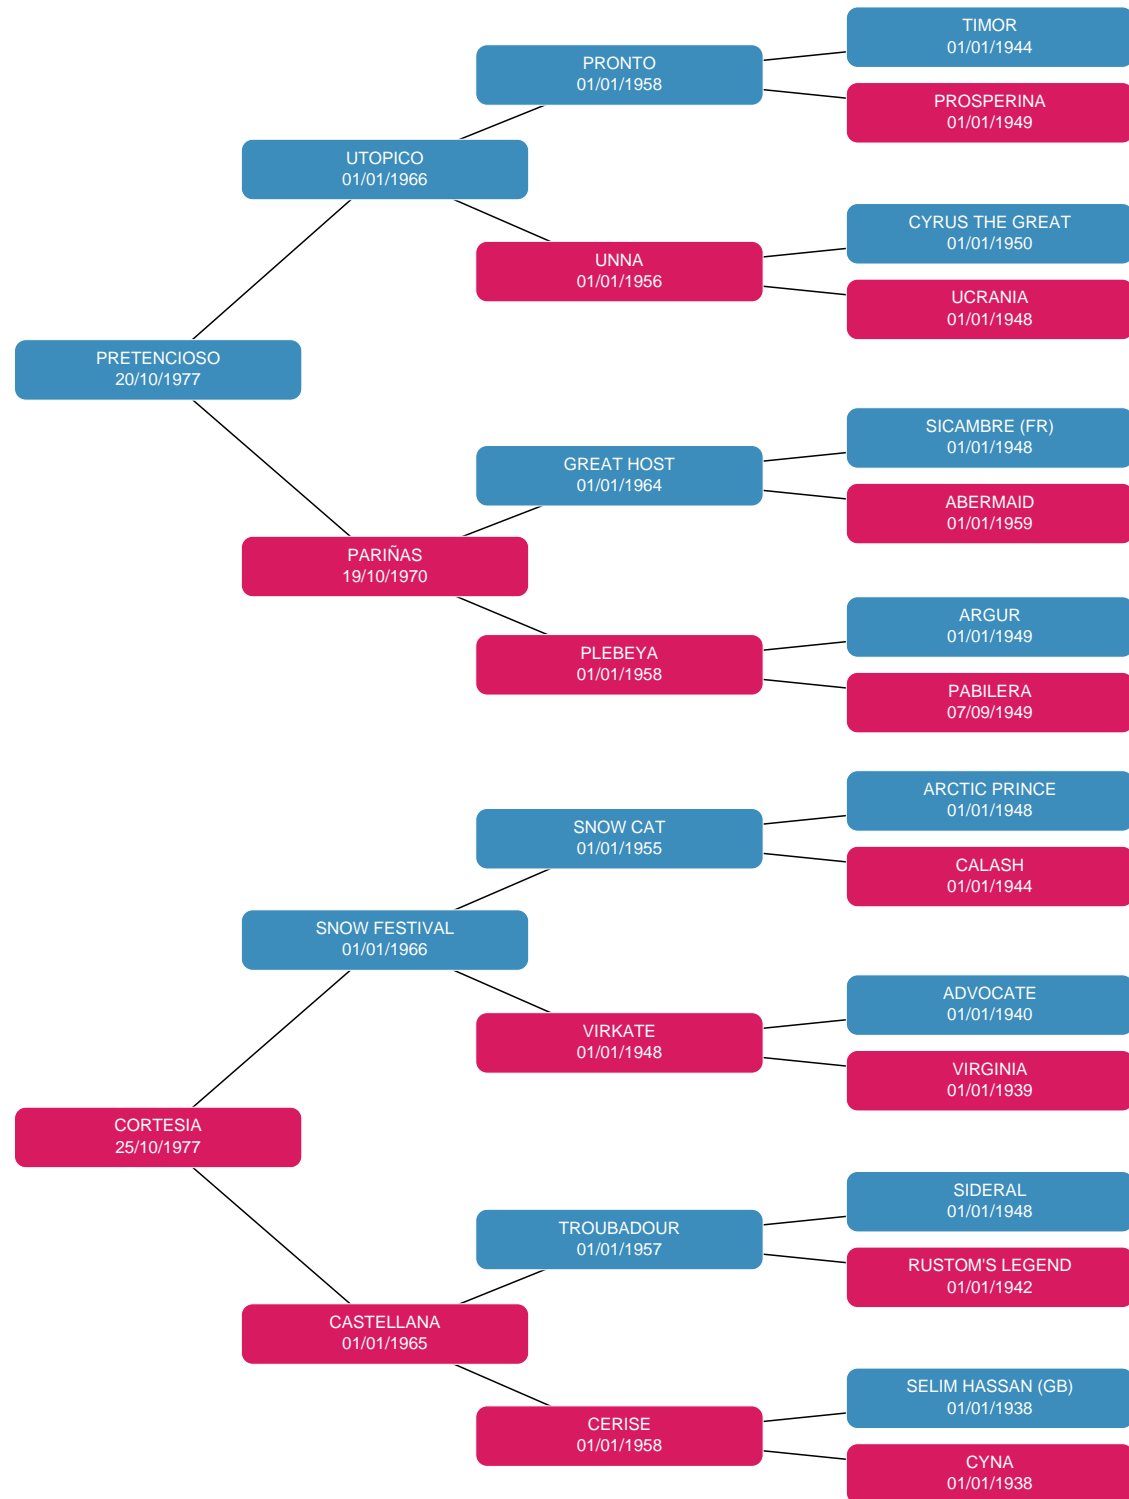 TIMOR
01/01/1944
PRONTO
01/01/1958
PROSPERINA
01/01/1949
UTOPICO
01/01/1966
CYRUS THE GREAT
01/01/1950
UNNA
01/01/1956
UCRANIA
01/01/1948
PRETENCIOSO
20/10/1977
SICAMBRE (FR)
01/01/1948
GREAT HOST
01/01/1964
ABERMAID
01/01/1959
PARIÑAS
19/10/1970
ARGUR
01/01/1949
PLEBEYA
01/01/1958
PABILERA
07/09/1949
ARCTIC PRINCE
01/01/1948
SNOW CAT
01/01/1955
CALASH
01/01/1944
SNOW FESTIVAL
01/01/1966
ADVOCATE
01/01/1940
VIRKATE
01/01/1948
VIRGINIA
01/01/1939
CORTESIA
25/10/1977
SIDERAL
01/01/1948
TROUBADOUR
01/01/1957
RUSTOM'S LEGEND
01/01/1942
CASTELLANA
01/01/1965
SELIM HASSAN (GB)
01/01/1938
CERISE
01/01/1958
CYNA
01/01/1938